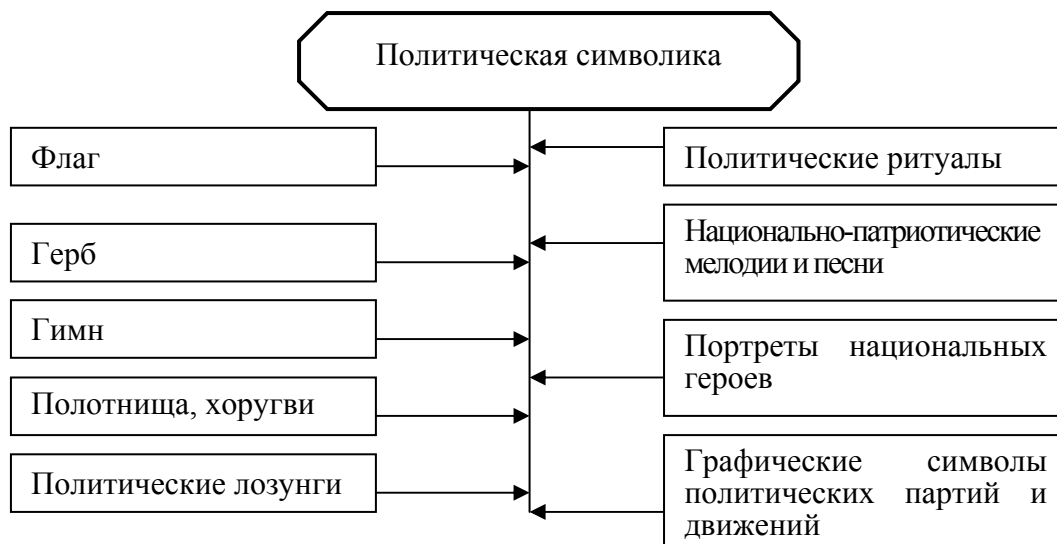 Политическая символика
Флаг
Герб
Гимн
Полотнища, хоругви
Политические лозунги
Политические ритуалы
Национально-патриотические
мелодии и песни
Портреты национальных
героев
Графические символы
политических партий и
движений